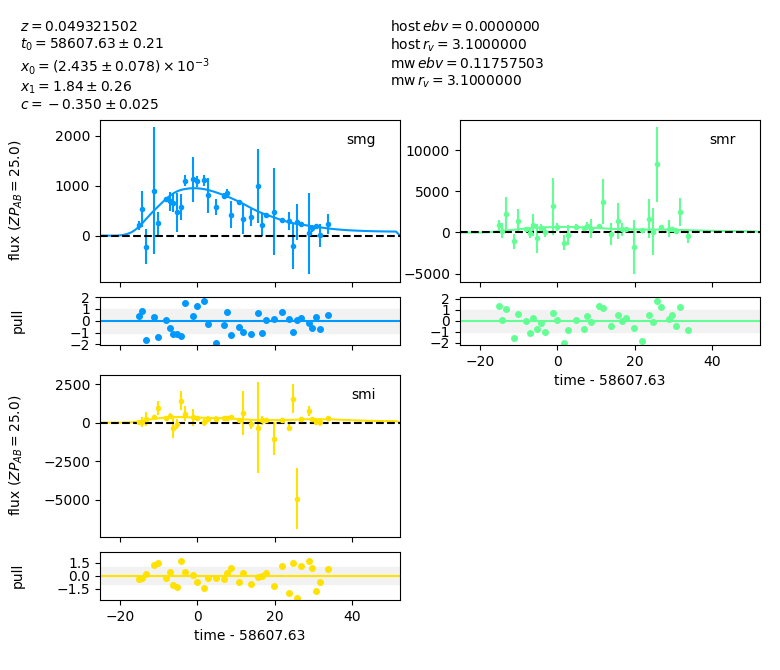 z = 0.049321502
t₀ = 58607.63 ± 0.21
x₀ = (2.435 ± 0.078) × 10⁻³
x₁ = 1.84 ± 0.26
c = −0.350 ± 0.025
host ebv = 0.0000000
host r_v = 3.1000000
mw ebv = 0.11757503
mw r_v = 3.1000000
smg
flux (ZP_AB = 25.0)
2000
1000
0
smr
10000
5000
0
−5000
pull
2
1
0
−1
−2
2
1
0
−1
−2
−20
0
20
40
time - 58607.63
smi
flux (ZP_AB = 25.0)
2500
0
−2500
−5000
pull
1.5
0.0
−1.5
−20
0
20
40
time - 58607.63